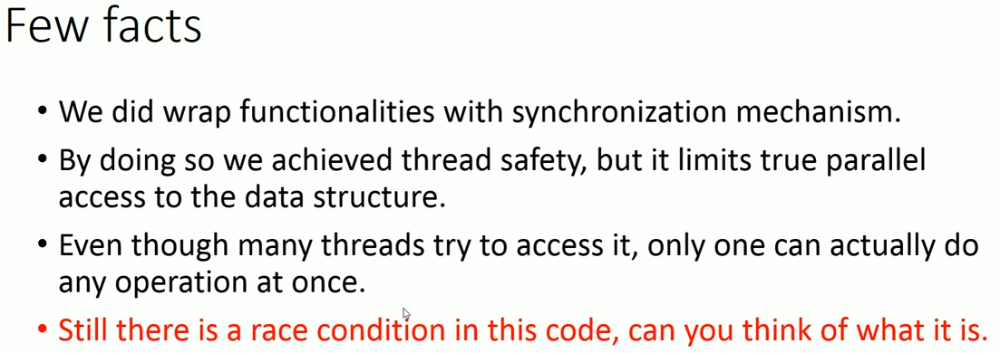 Few facts
• We did wrap functionalities with synchronization mechanism.
• By doing so we achieved thread safety, but it limits true parallel
access to the data structure.
• Even though many threads try to access it, only one can actually do
any operation at once.
• Still there is a race condition in this code, can you think of what it is.